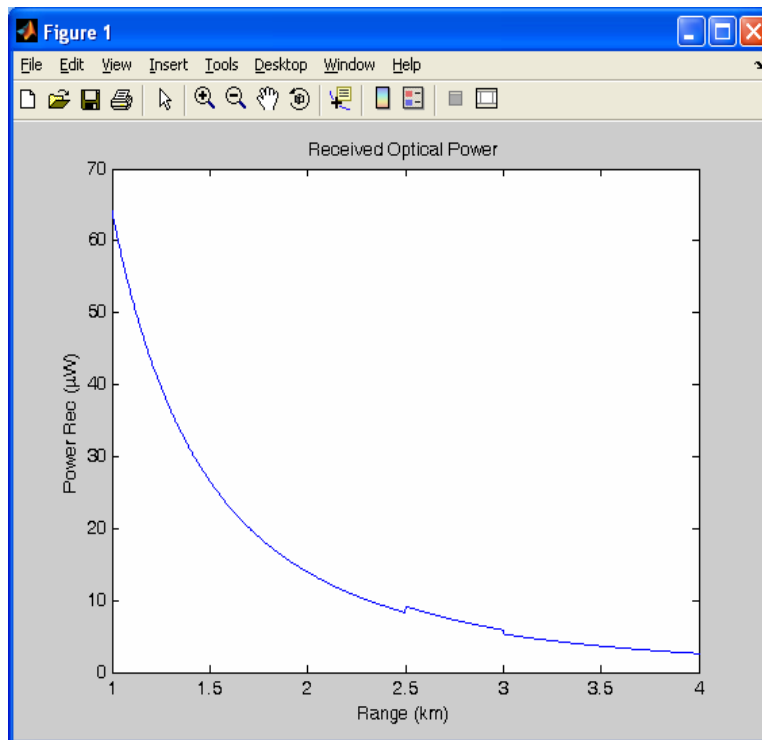 Figure 1
File Edit View Insert Tools Desktop Window Help
Received Optical Power
70
60
50
40
30
20
10
0
Power Rec (µW)
1 1.5 2 2.5 3 3.5 4
Range (km)